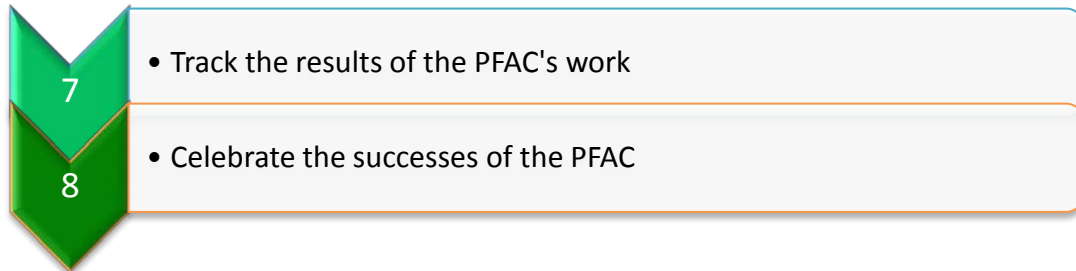 7
• Track the results of the PFAC's work
8
• Celebrate the successes of the PFAC